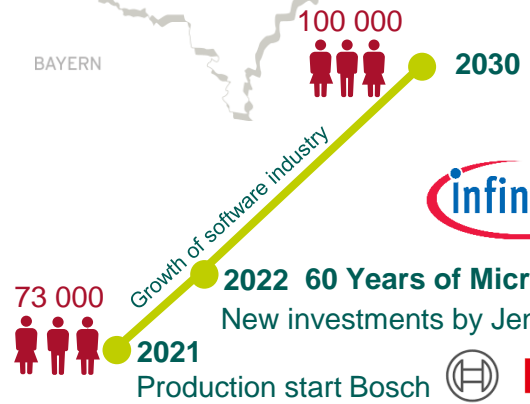 100 000
BAYERN
2030
Growth of software industry
infin
2022 60 Years of Micr
73 000
New investments by Jer
2021
Production start Bosch